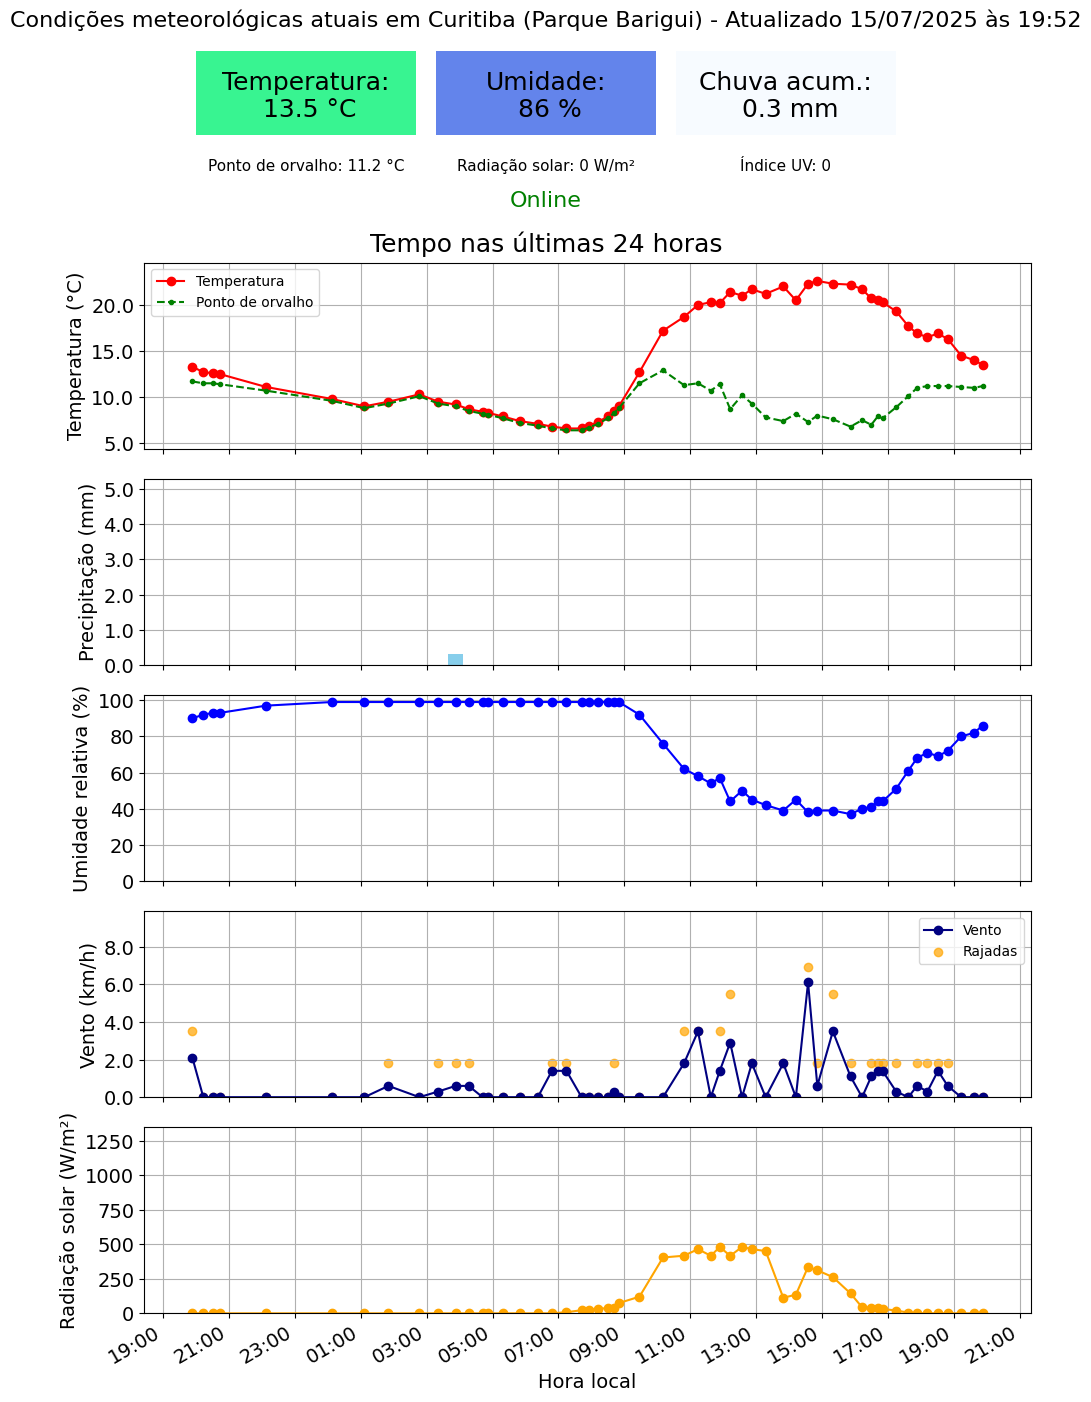 Condições meteorológicas atuais em Curitiba (Parque Barigui) - Atualizado 15/07/2025 às 19:52
Temperatura:
13.5 °C
Umidade:
86 %
Chuva acum.:
0.3 mm
Ponto de orvalho: 11.2 °C
Radiação solar: 0 W/m²
Índice UV: 0
Online
Tempo nas últimas 24 horas
Temperatura (°C)
20.0
15.0
10.0
5.0
Temperatura
Ponto de orvalho
Precipitação (mm)
5.0
4.0
3.0
2.0
1.0
0.0
Umidade relativa (%)
100
80
60
40
20
0
Vento (km/h)
8.0
6.0
4.0
2.0
0.0
Vento
Rajadas
Radiação solar (W/m²)
1250
1000
750
500
250
0
19:00
21:00
23:00
01:00
03:00
05:00
07:00
09:00
11:00
13:00
15:00
17:00
19:00
21:00
Hora local